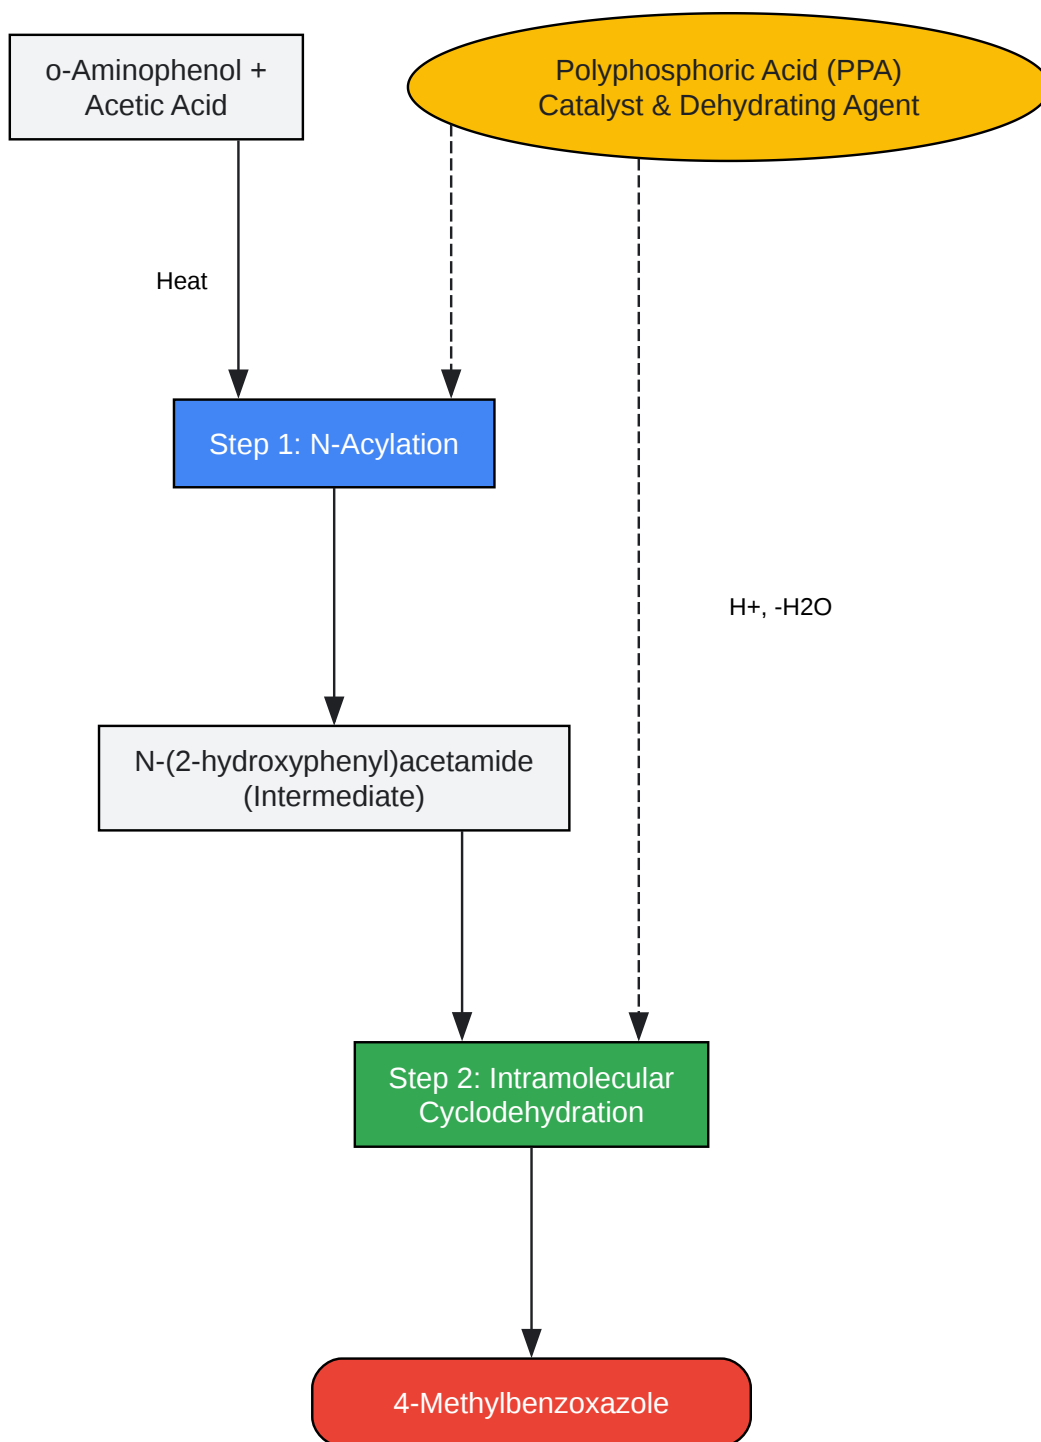 o-Aminophenol +
Acetic Acid
Polyphosphoric Acid (PPA)
Catalyst & Dehydrating Agent
Heat
Step 1: N-Acylation
H+, -H2O
N-(2-hydroxyphenyl)acetamide
(Intermediate)
Step 2: Intramolecular
Cyclodehydration
4-Methylbenzoxazole